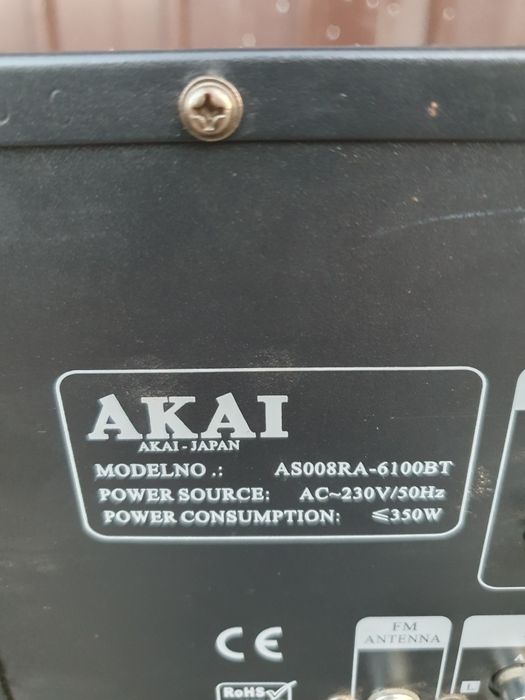 AKAI
AKAI - JAPAN
MODELNO .: AS008RA-6100BT
POWER SOURCE: AC~230V/50Hz
POWER CONSUMPTION: ≤350W
CE
FM
ANTENNA
L
RoHS